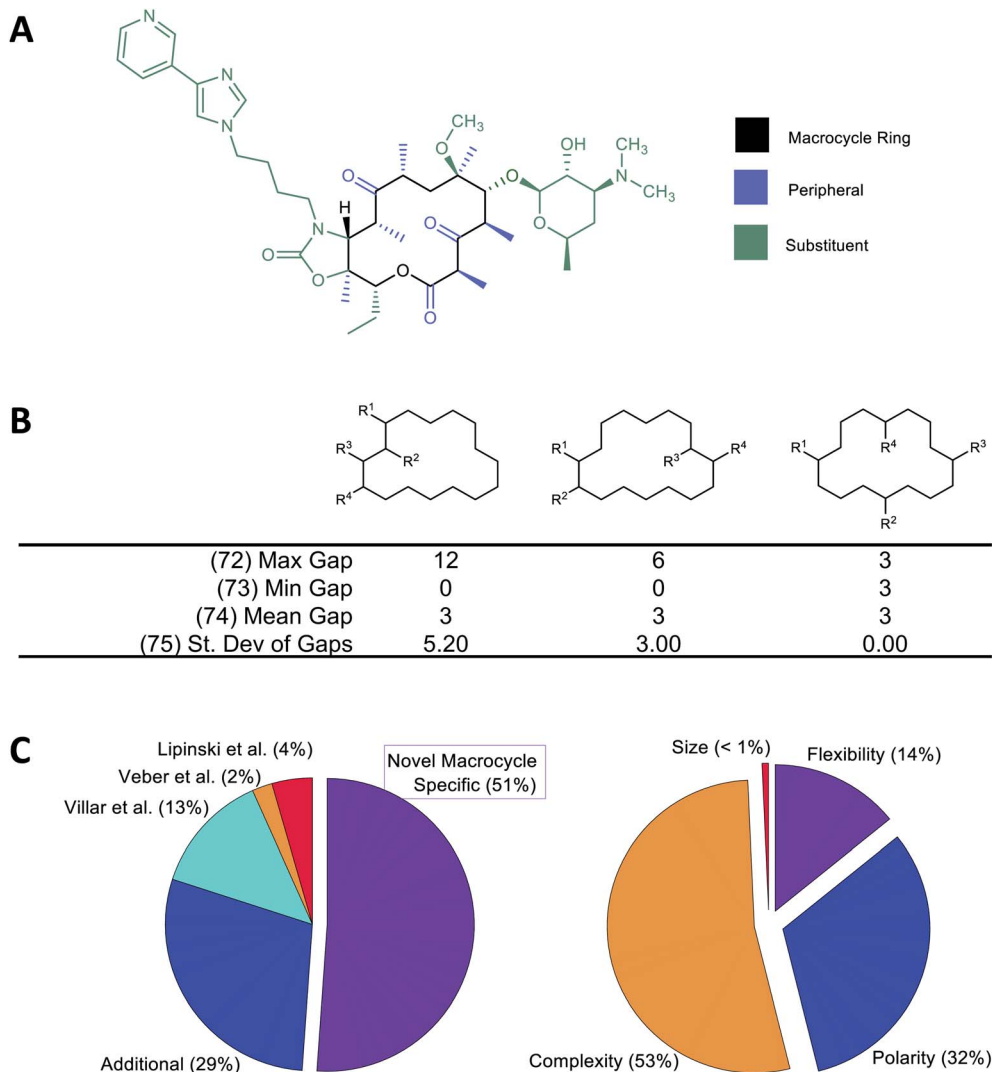 A
N
N
N
CH₃
O
O
H
N
O
O
O
O
O
O
OH
CH₃
N
CH₃
O
Macrocycle Ring
Peripheral
Substituent
B
R¹
R³
R²
R⁴
R¹
R²
R³
R⁴
R¹
R⁴
R³
R²
(72) Max Gap 12 6 3
(73) Min Gap 0 0 3
(74) Mean Gap 3 3 3
(75) St. Dev of Gaps 5.20 3.00 0.00
C
Lipinski et al. (4%)
Veber et al. (2%)
Villar et al. (13%)
Novel Macrocycle
Specific (51%)
Additional (29%)
Size (< 1%)
Flexibility (14%)
Complexity (53%)
Polarity (32%)